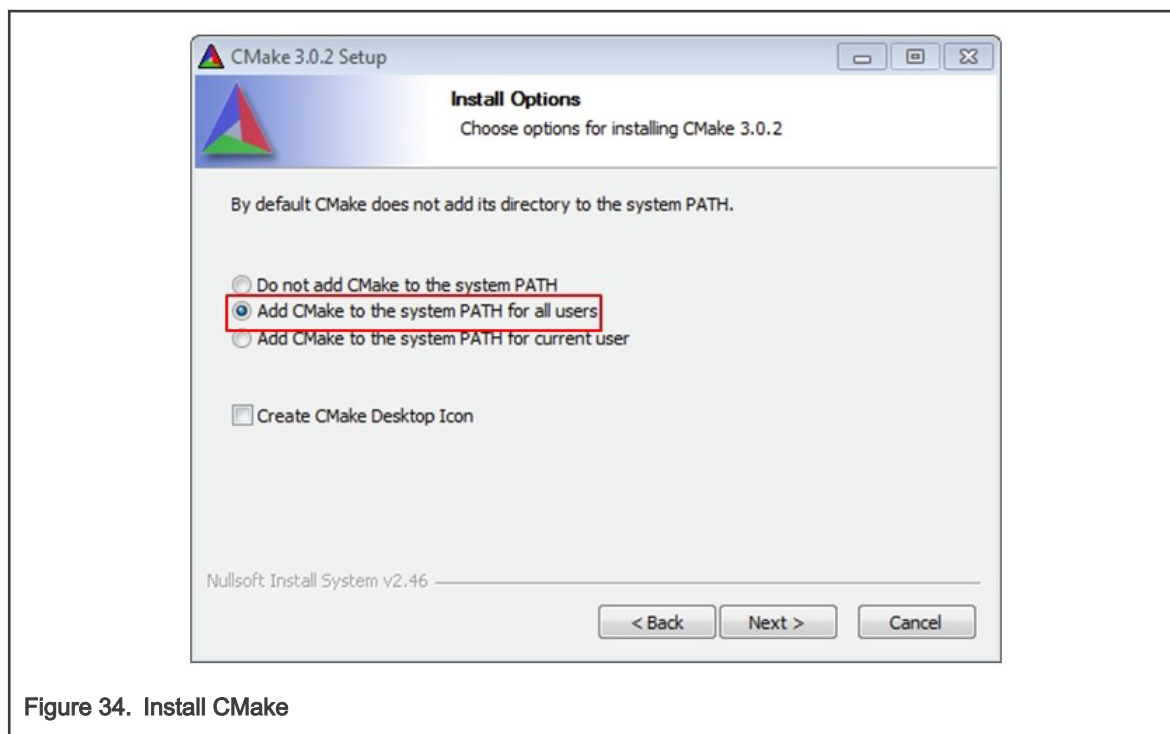 CMake 3.0.2 Setup
Install Options
Choose options for installing CMake 3.0.2
By default CMake does not add its directory to the system PATH.
Do not add CMake to the system PATH
Add CMake to the system PATH for all users
Add CMake to the system PATH for current user
Create CMake Desktop Icon
Nullsoft Install System v2.46
< Back Next > Cancel
Figure 34. Install CMake